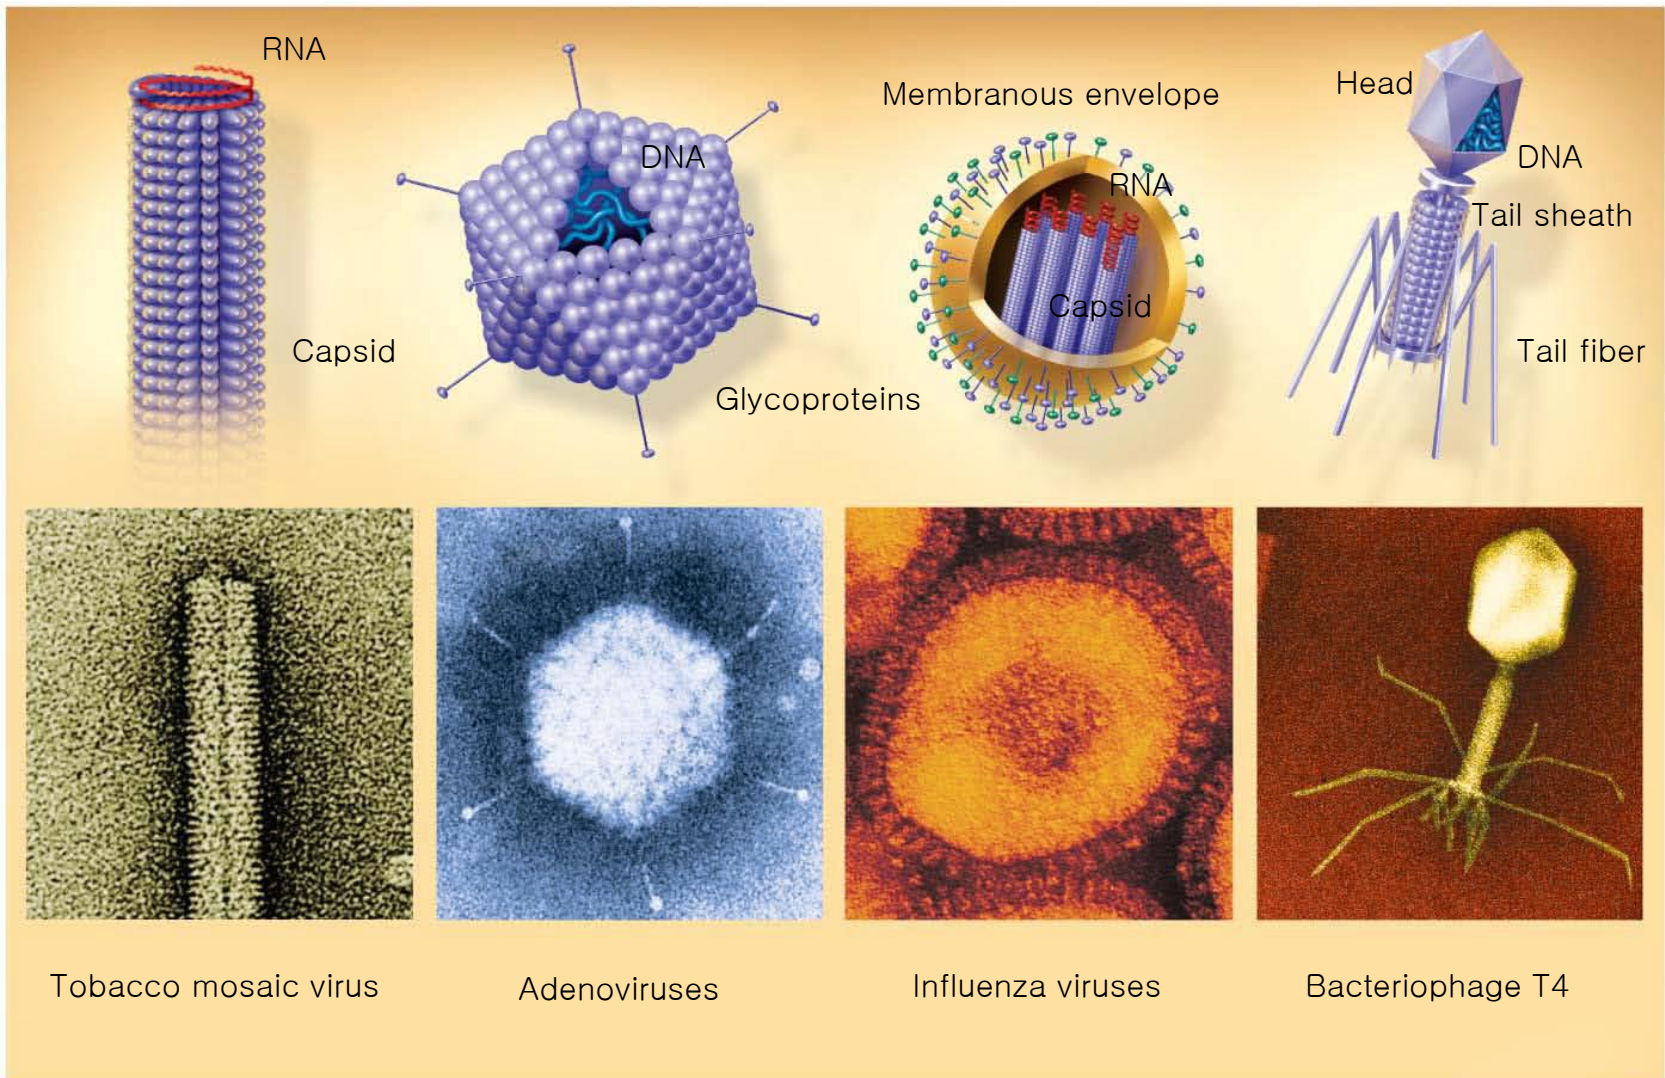 RNA
Capsid
DNA
Glycoproteins
Membranous envelope
RNA
Capsid
Head
DNA
Tail sheath
Tail fiber
Tobacco mosaic virus
Adenoviruses
Influenza viruses
Bacteriophage T4